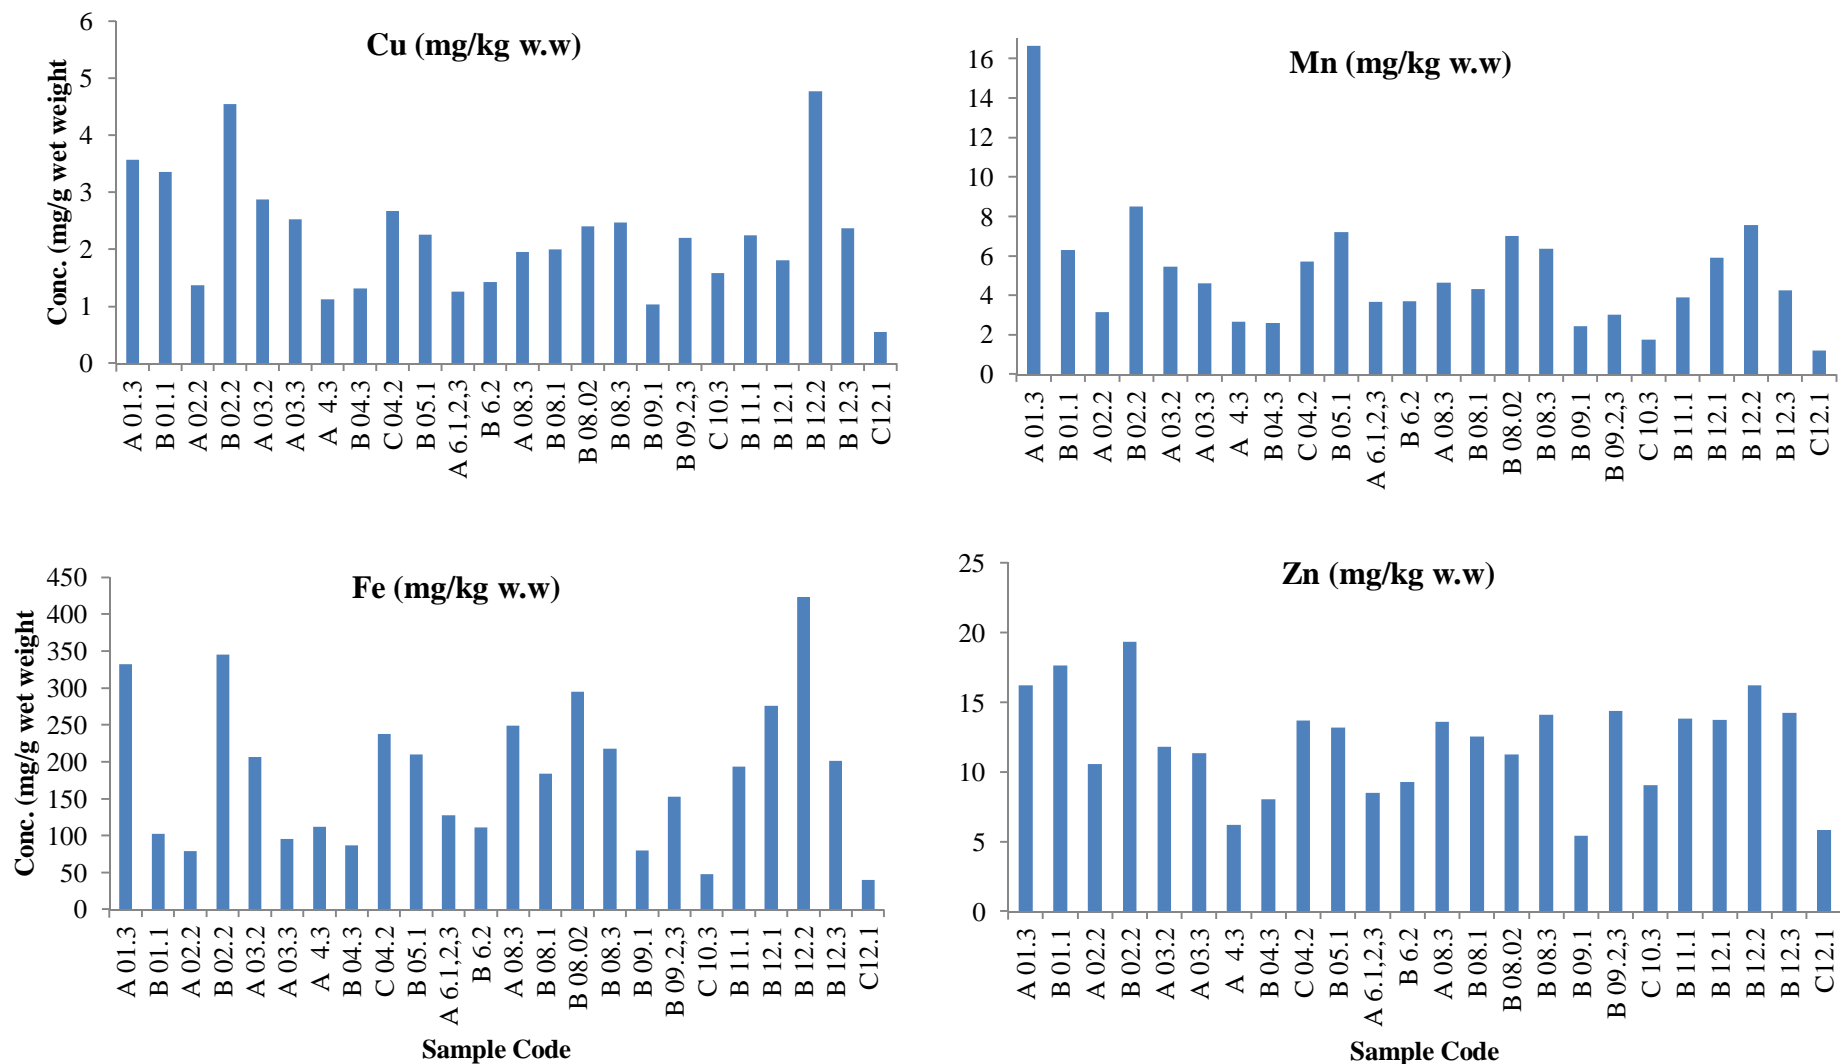 Cu (mg/kg w.w)
Conc. (mg/g wet weight
6
5
4
3
2
1
0
A 01.3
B 01.1
A 02.2
B 02.2
A 03.2
A 03.3
A 4.3
B 04.3
C 04.2
B 05.1
A 6.1,2,3
B 6.2
A 08.3
B 08.1
B 08.02
B 08.3
B 09.1
B 09.2,3
C 10.3
B 11.1
B 12.1
B 12.2
B 12.3
C12.1
Mn (mg/kg w.w)
16
14
12
10
8
6
4
2
0
A 01.3
B 01.1
A 02.2
B 02.2
A 03.2
A 03.3
A 4.3
B 04.3
C 04.2
B 05.1
A 6.1,2,3
B 6.2
A 08.3
B 08.1
B 08.02
B 08.3
B 09.1
B 09.2,3
C 10.3
B 11.1
B 12.1
B 12.2
B 12.3
C12.1
Fe (mg/kg w.w)
Conc. (mg/g wet weight
450
400
350
300
250
200
150
100
50
0
A 01.3
B 01.1
A 02.2
B 02.2
A 03.2
A 03.3
A 4.3
B 04.3
C 04.2
B 05.1
A 6.1,2,3
B 6.2
A 08.3
B 08.1
B 08.02
B 08.3
B 09.1
B 09.2,3
C 10.3
B 11.1
B 12.1
B 12.2
B 12.3
C12.1
Sample Code
Zn (mg/kg w.w)
25
20
15
10
5
0
A 01.3
B 01.1
A 02.2
B 02.2
A 03.2
A 03.3
A 4.3
B 04.3
C 04.2
B 05.1
A 6.1,2,3
B 6.2
A 08.3
B 08.1
B 08.02
B 08.3
B 09.1
B 09.2,3
C 10.3
B 11.1
B 12.1
B 12.2
B 12.3
C12.1
Sample Code